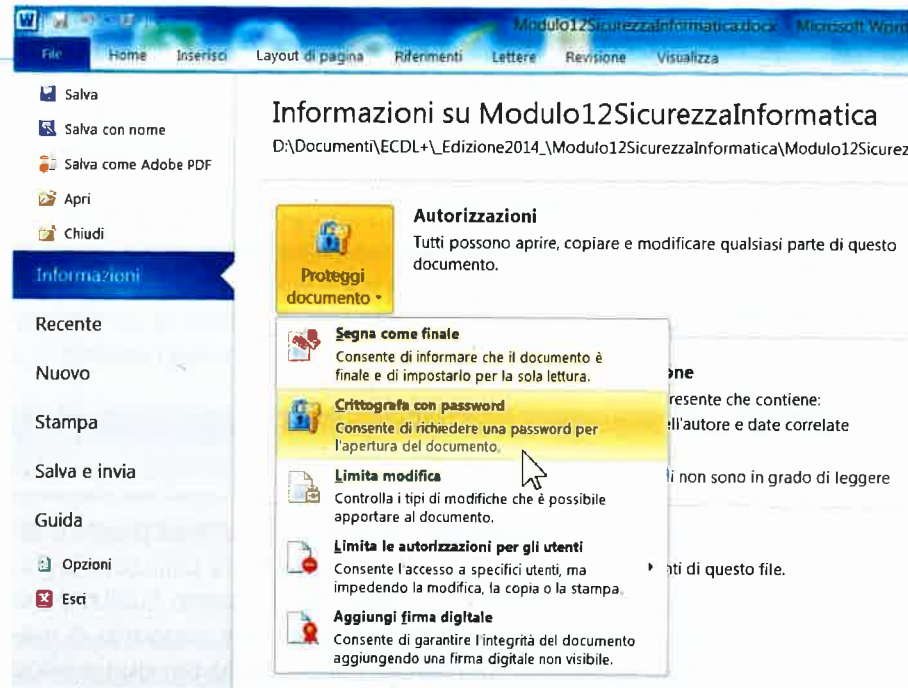 Modulo12SicurezzaInformatica.docx - Microsoft Word
File Home Inserisci Layout di pagina Riferimenti Lettere Revisione Visualizza
Salva
Salva con nome
Salva come Adobe PDF
Apri
Chiudi
Informazioni
Recente
Nuovo
Stampa
Salva e invia
Guida
Opzioni
Esci
Informazioni su Modulo12SicurezzaInformatica
D:\Documenti\ECDL+\_Edizione2014_\Modulo12SicurezzaInformatica\Modulo12Sicurez
Autorizzazioni
Tutti possono aprire, copiare e modificare qualsiasi parte di questo
documento.
Proteggi
documento
Segna come finale
Consente di informare che il documento è
finale e di impostarlo per la sola lettura.
Crittografa con password
Consente di richiedere una password per
l'apertura del documento.
Limita modifica
Controlla i tipi di modifiche che è possibile
apportare al documento.
Limita le autorizzazioni per gli utenti
Consente l'accesso a specifici utenti, ma
impedendo la modifica, la copia o la stampa.
Aggiungi firma digitale
Consente di garantire l'integrità del documento
aggiungendo una firma digitale non visibile.
one
resente che contiene:
ell'autore e date correlate
li non sono in grado di leggere
nti di questo file.